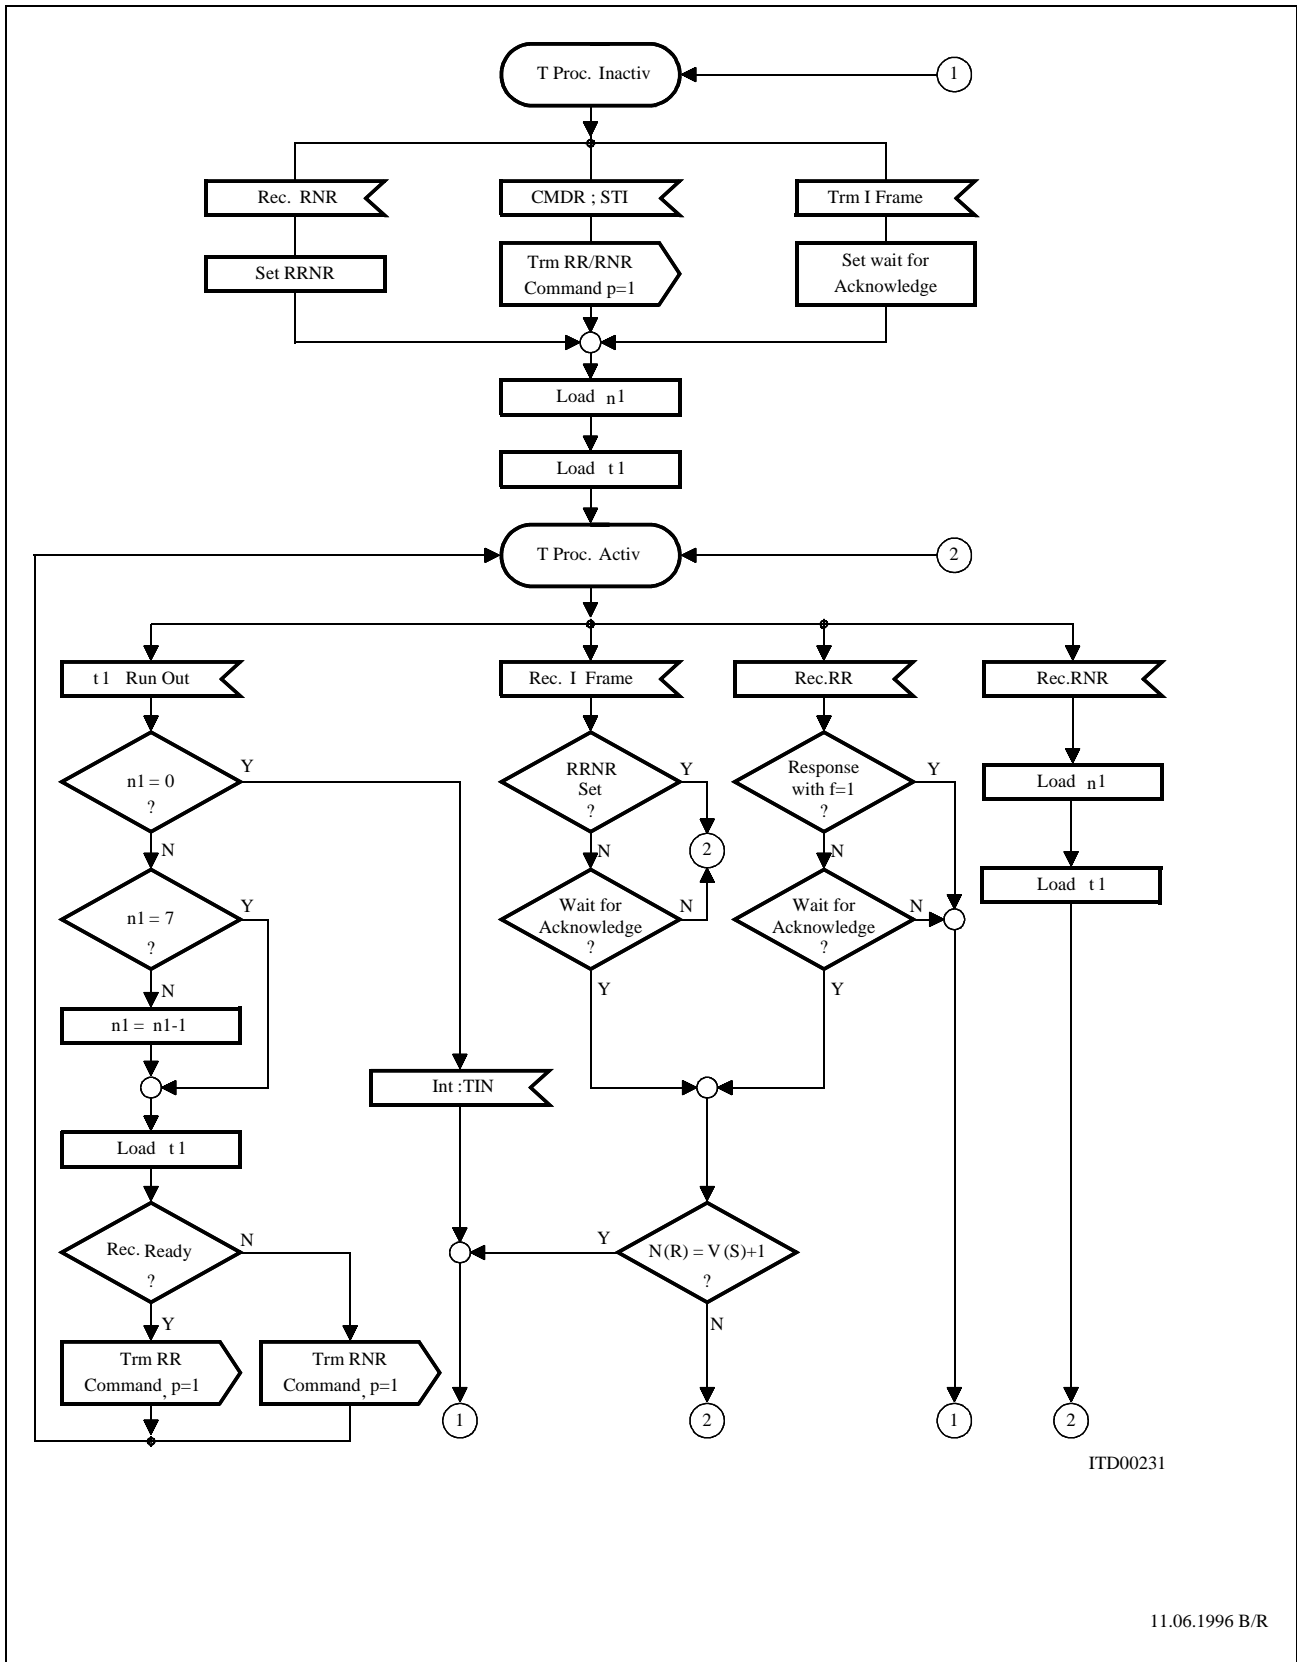 T Proc. Inactiv
1
Rec. RNR
CMDR ; STI
Trm I Frame
Set RRNR
Trm RR/RNR
Command p=1
Set wait for
Acknowledge
Load n1
Load t1
T Proc. Activ
2
t1 Run Out
Rec. I Frame
Rec.RR
Rec.RNR
n1 = 0
?
Y
N
RRNR
Set
?
Y
N
2
Response
with f=1
?
Y
N
Load n1
Load t1
n1 = 7
?
Y
N
Wait for
Acknowledge
?
N
Y
Wait for
Acknowledge
?
N
Y
n1 = n1-1
Int :TIN
Load t1
Rec. Ready
?
N
Y
N(R) = V(S)+1
?
Y
N
Trm RR
Command, p=1
Trm RNR
Command, p=1
1
2
1
2
ITD00231
11.06.1996 B/R